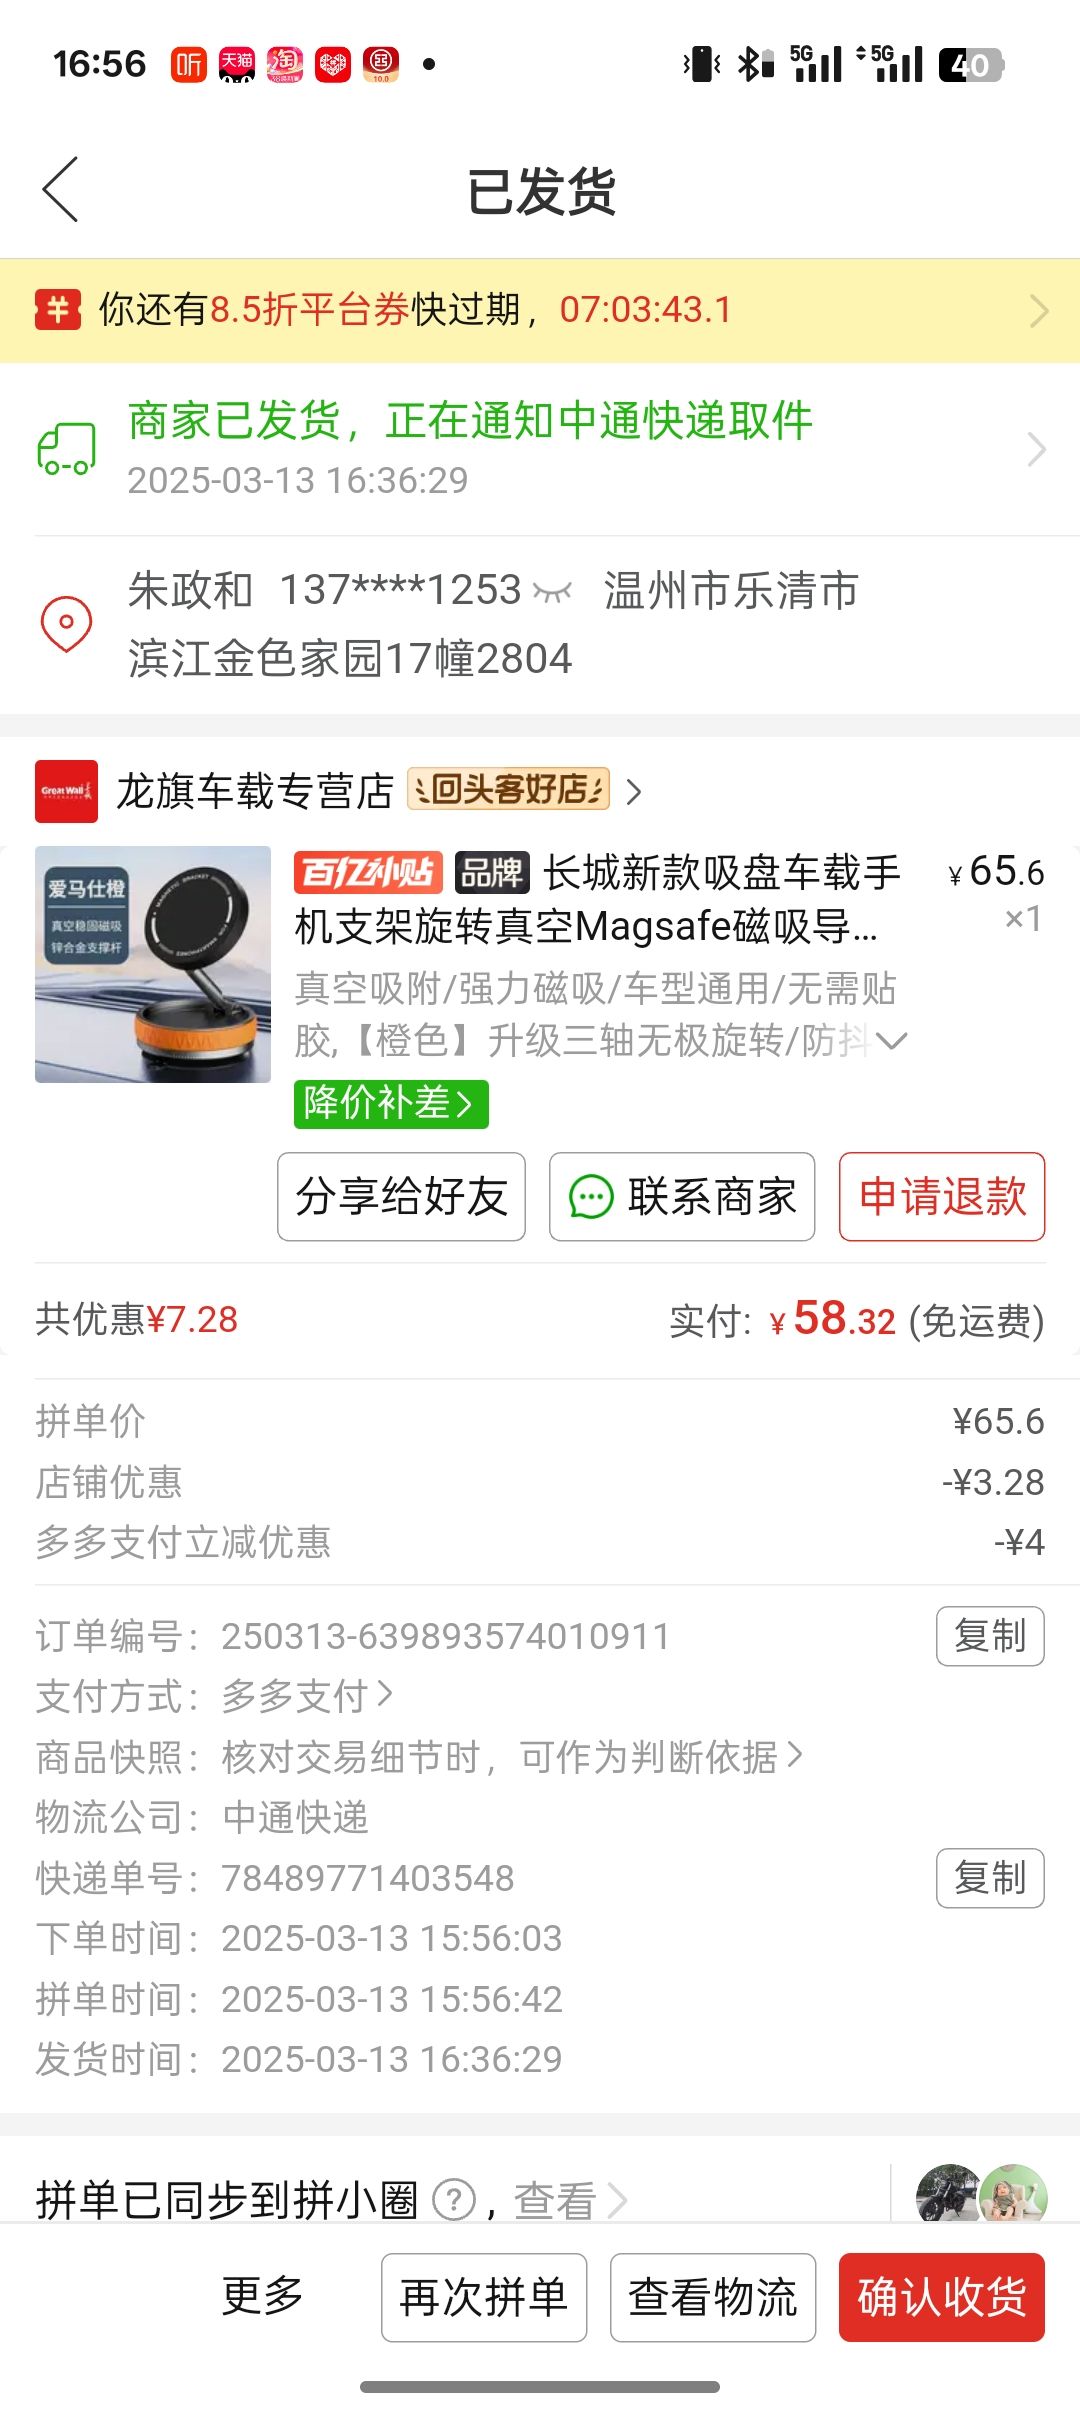 16:56
听 天猫 淘
10.0
5G 5G 40
已发货
你还有8.5折平台券快过期，07:03:43.1
商家已发货，正在通知中通快递取件
2025-03-13 16:36:29
朱政和 137****1253 温州市乐清市
滨江金色家园17幢2804
Great Wall
龙旗车载专营店 回头客好店
爱马仕橙
真空稳固磁吸
锌合金支撑杆
百亿补贴 品牌 长城新款吸盘车载手 ¥65.6
机支架旋转真空Magsafe磁吸导... ×1
真空吸附/强力磁吸/车型通用/无需贴
胶,【橙色】升级三轴无极旋转/防抖
降价补差
分享给好友 联系商家 申请退款
共优惠¥7.28 实付: ¥58.32 (免运费)
拼单价 ¥65.6
店铺优惠 -¥3.28
多多支付立减优惠 -¥4
订单编号：250313-639893574010911 复制
支付方式：多多支付
商品快照：核对交易细节时，可作为判断依据
物流公司：中通快递
快递单号：78489771403548 复制
下单时间：2025-03-13 15:56:03
拼单时间：2025-03-13 15:56:42
发货时间：2025-03-13 16:36:29
拼单已同步到拼小圈 ?，查看
更多 再次拼单 查看物流 确认收货